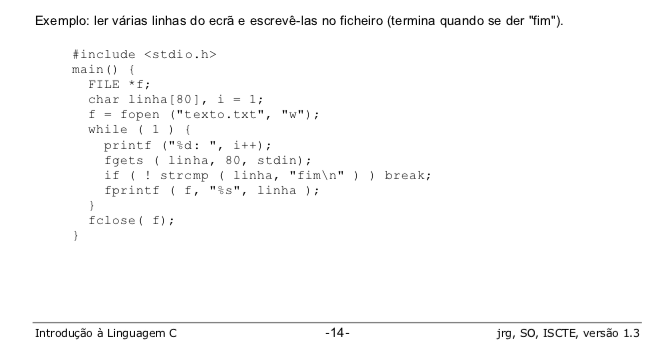 Exemplo: ler várias linhas do ecrã e escrevê-las no ficheiro (termina quando se der "fim").
#include <stdio.h>
main() {
  FILE *f;
  char linha[80], i = 1;
  f = fopen ("texto.txt", "w");
  while ( 1 ) {
    printf ("%d: ", i++);
    fgets ( linha, 80, stdin);
    if ( ! strcmp ( linha, "fim\n" ) ) break;
    fprintf ( f, "%s", linha );
  }
  fclose( f);
}
Introdução à Linguagem C -14- jrg, SO, ISCTE, versão 1.3